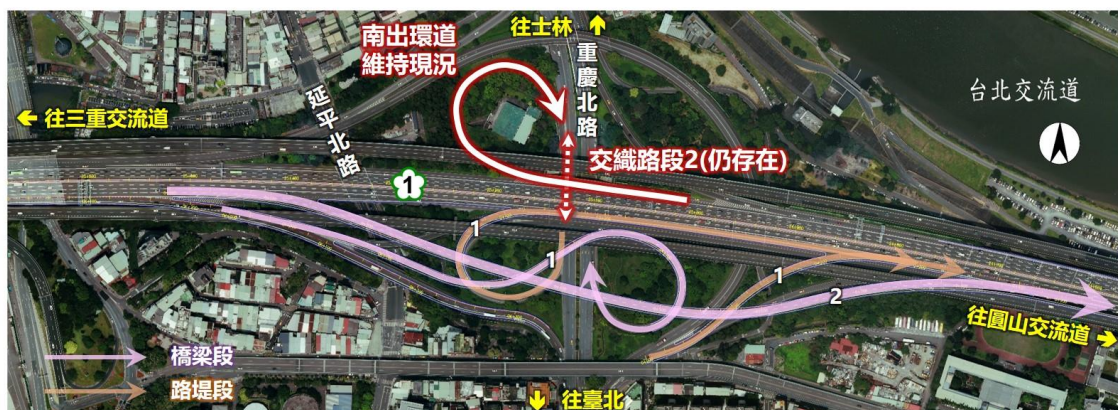 往士林
南出環道
維持現況
重慶北路
台北交流道
延平北路
往三重交流道
交織路段2(仍存在)
1
1
1
1
2
往圓山交流道
橋梁段
路堤段
往臺北